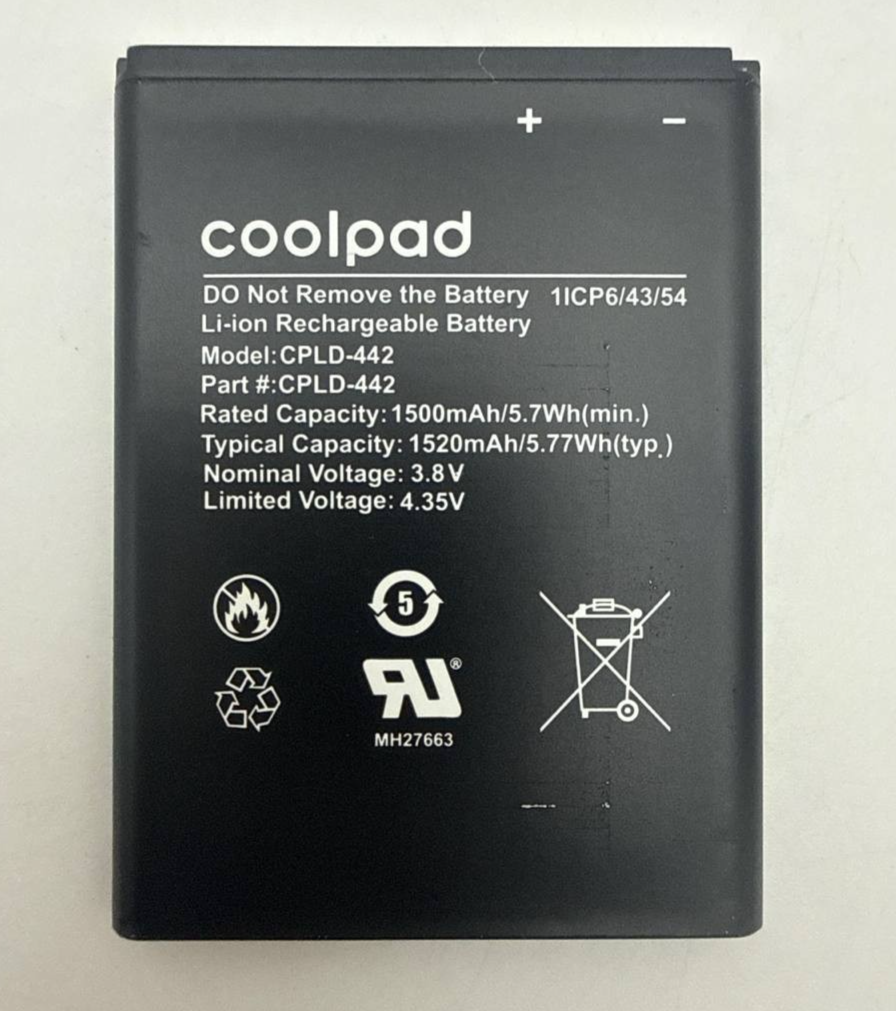 + −
coolpad
DO Not Remove the Battery 1ICP6/43/54
Li-ion Rechargeable Battery
Model:CPLD-442
Part #:CPLD-442
Rated Capacity:1500mAh/5.7Wh(min.)
Typical Capacity:1520mAh/5.77Wh(typ.)
Nominal Voltage: 3.8V
Limited Voltage: 4.35V
5
RU®
MH27663